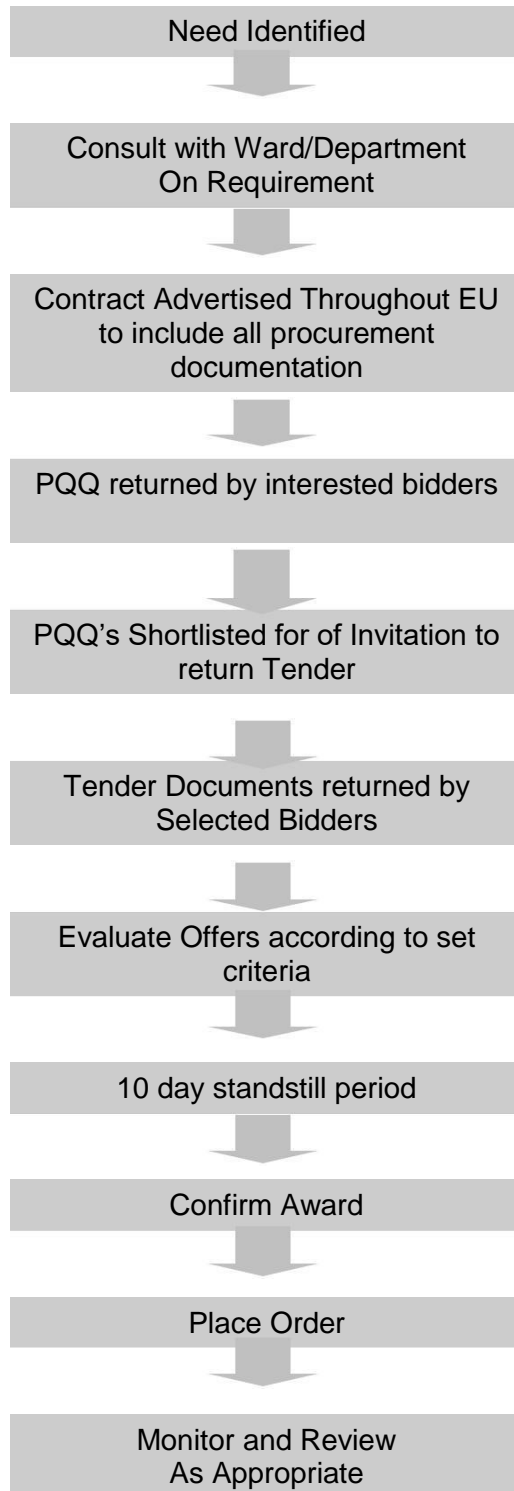 Need Identified
Consult with Ward/Department
On Requirement
Contract Advertised Throughout EU
to include all procurement
documentation
PQQ returned by interested bidders
PQQ’s Shortlisted for of Invitation to
return Tender
Tender Documents returned by
Selected Bidders
Evaluate Offers according to set
criteria
10 day standstill period
Confirm Award
Place Order
Monitor and Review
As Appropriate